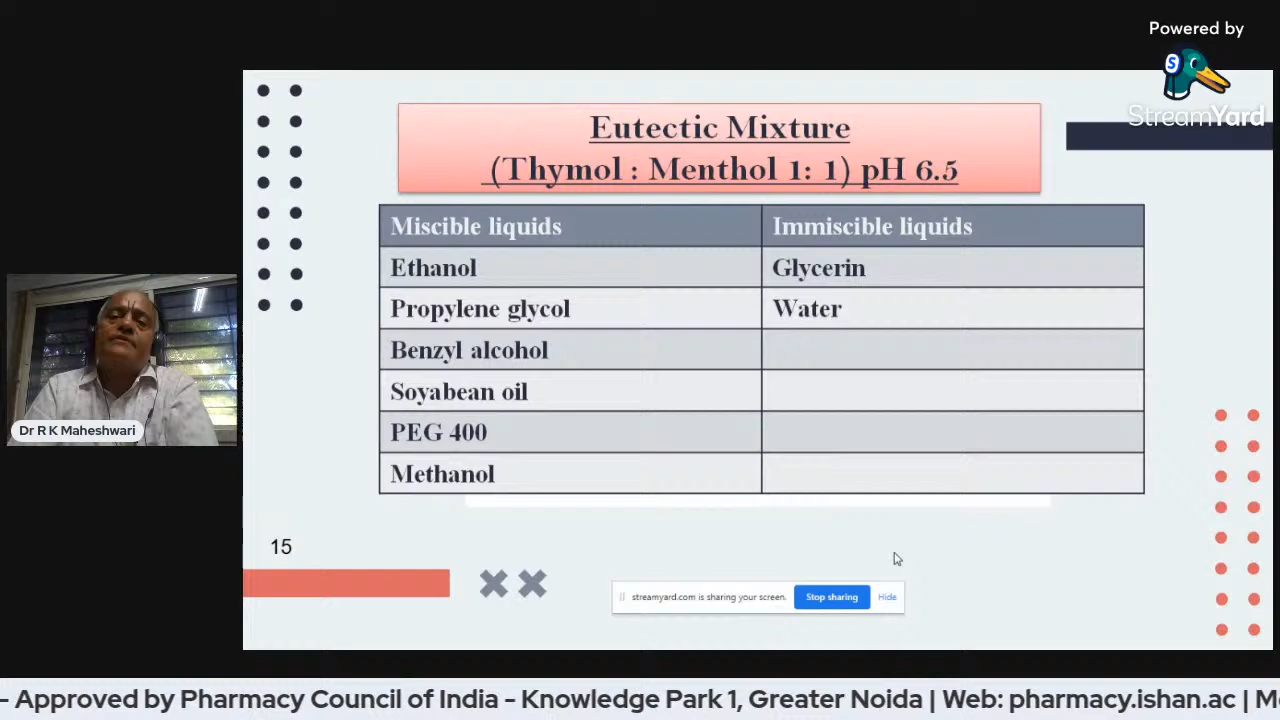 Powered by
S
StreamYard
Eutectic Mixture
(Thymol : Menthol 1: 1) pH 6.5
Miscible liquids
Immiscible liquids
Ethanol
Glycerin
Propylene glycol
Water
Benzyl alcohol
Soyabean oil
PEG 400
Methanol
Dr R K Maheshwari
15
streamyard.com is sharing your screen.
Stop sharing
Hide
- Approved by Pharmacy Council of India - Knowledge Park 1, Greater Noida | Web: pharmacy.ishan.ac |